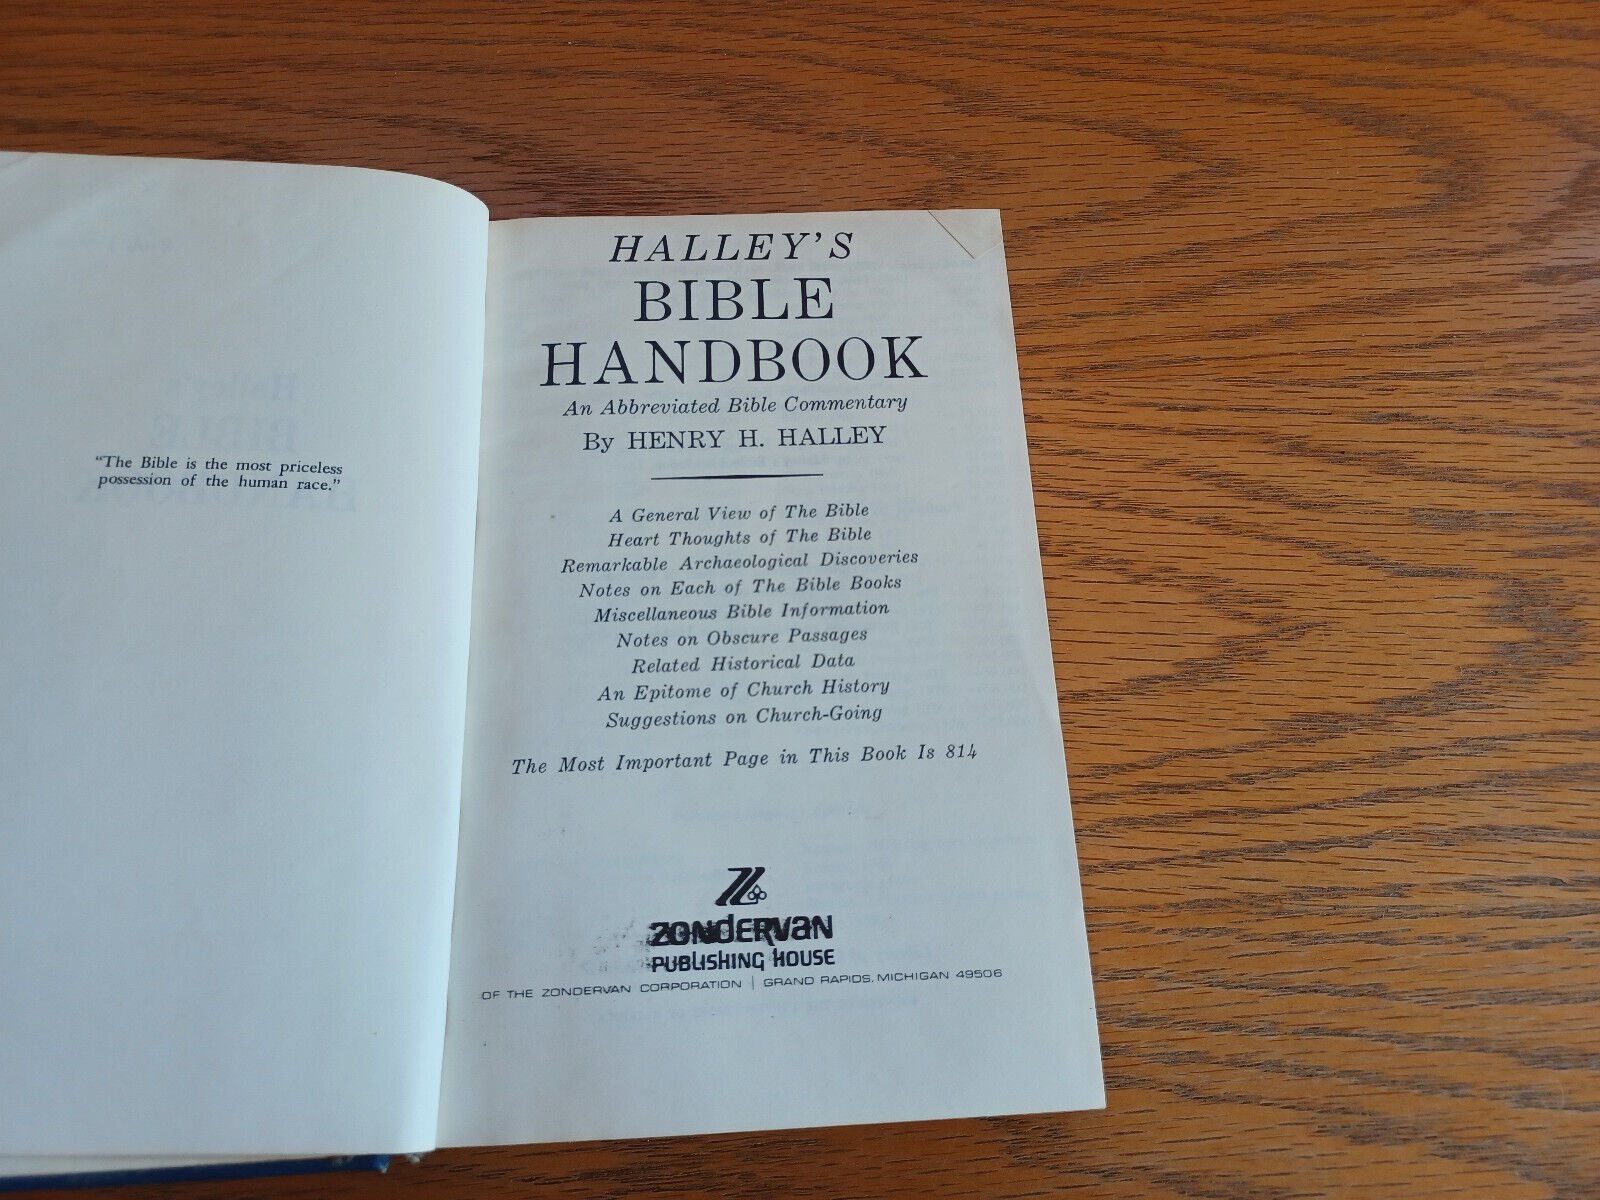 "The Bible is the most priceless
possession of the human race."
HALLEY'S
BIBLE
HANDBOOK
An Abbreviated Bible Commentary
By HENRY H. HALLEY
A General View of The Bible
Heart Thoughts of The Bible
Remarkable Archaeological Discoveries
Notes on Each of The Bible Books
Miscellaneous Bible Information
Notes on Obscure Passages
Related Historical Data
An Epitome of Church History
Suggestions on Church-Going
The Most Important Page in This Book Is 814
ZONDERVAN
PUBLISHING HOUSE
OF THE ZONDERVAN CORPORATION | GRAND RAPIDS, MICHIGAN 49506